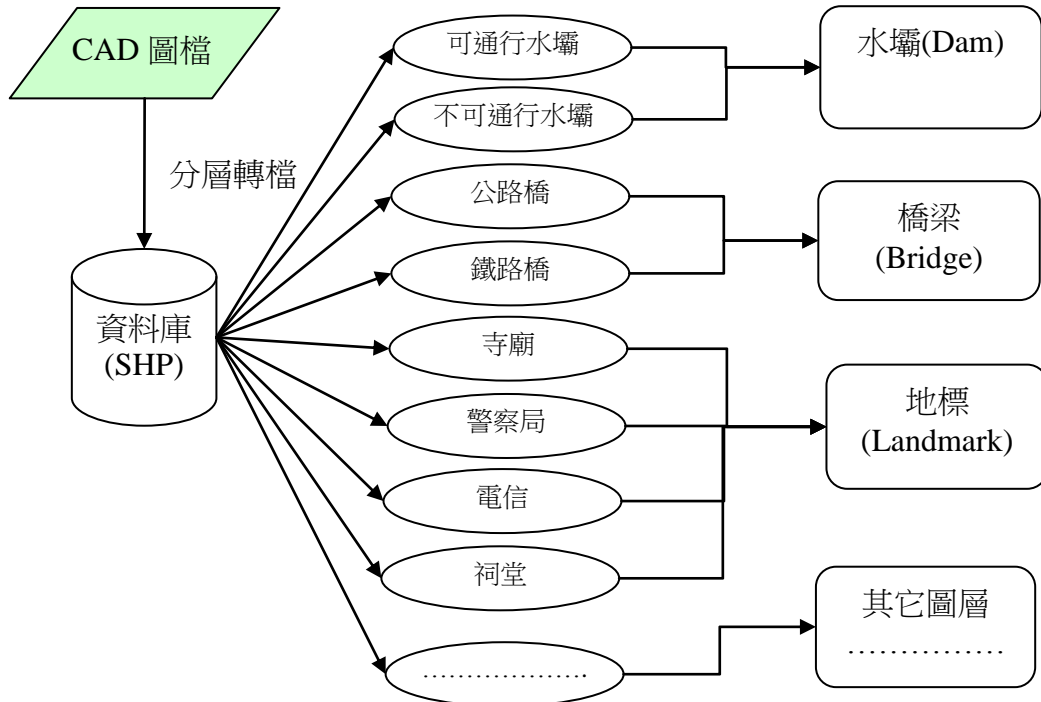 CAD 圖檔
分層轉檔
資料庫
(SHP)
可通行水壩
不可通行水壩
公路橋
鐵路橋
寺廟
警察局
電信
祠堂
...................
水壩(Dam)
橋梁
(Bridge)
地標
(Landmark)
其它圖層
...............